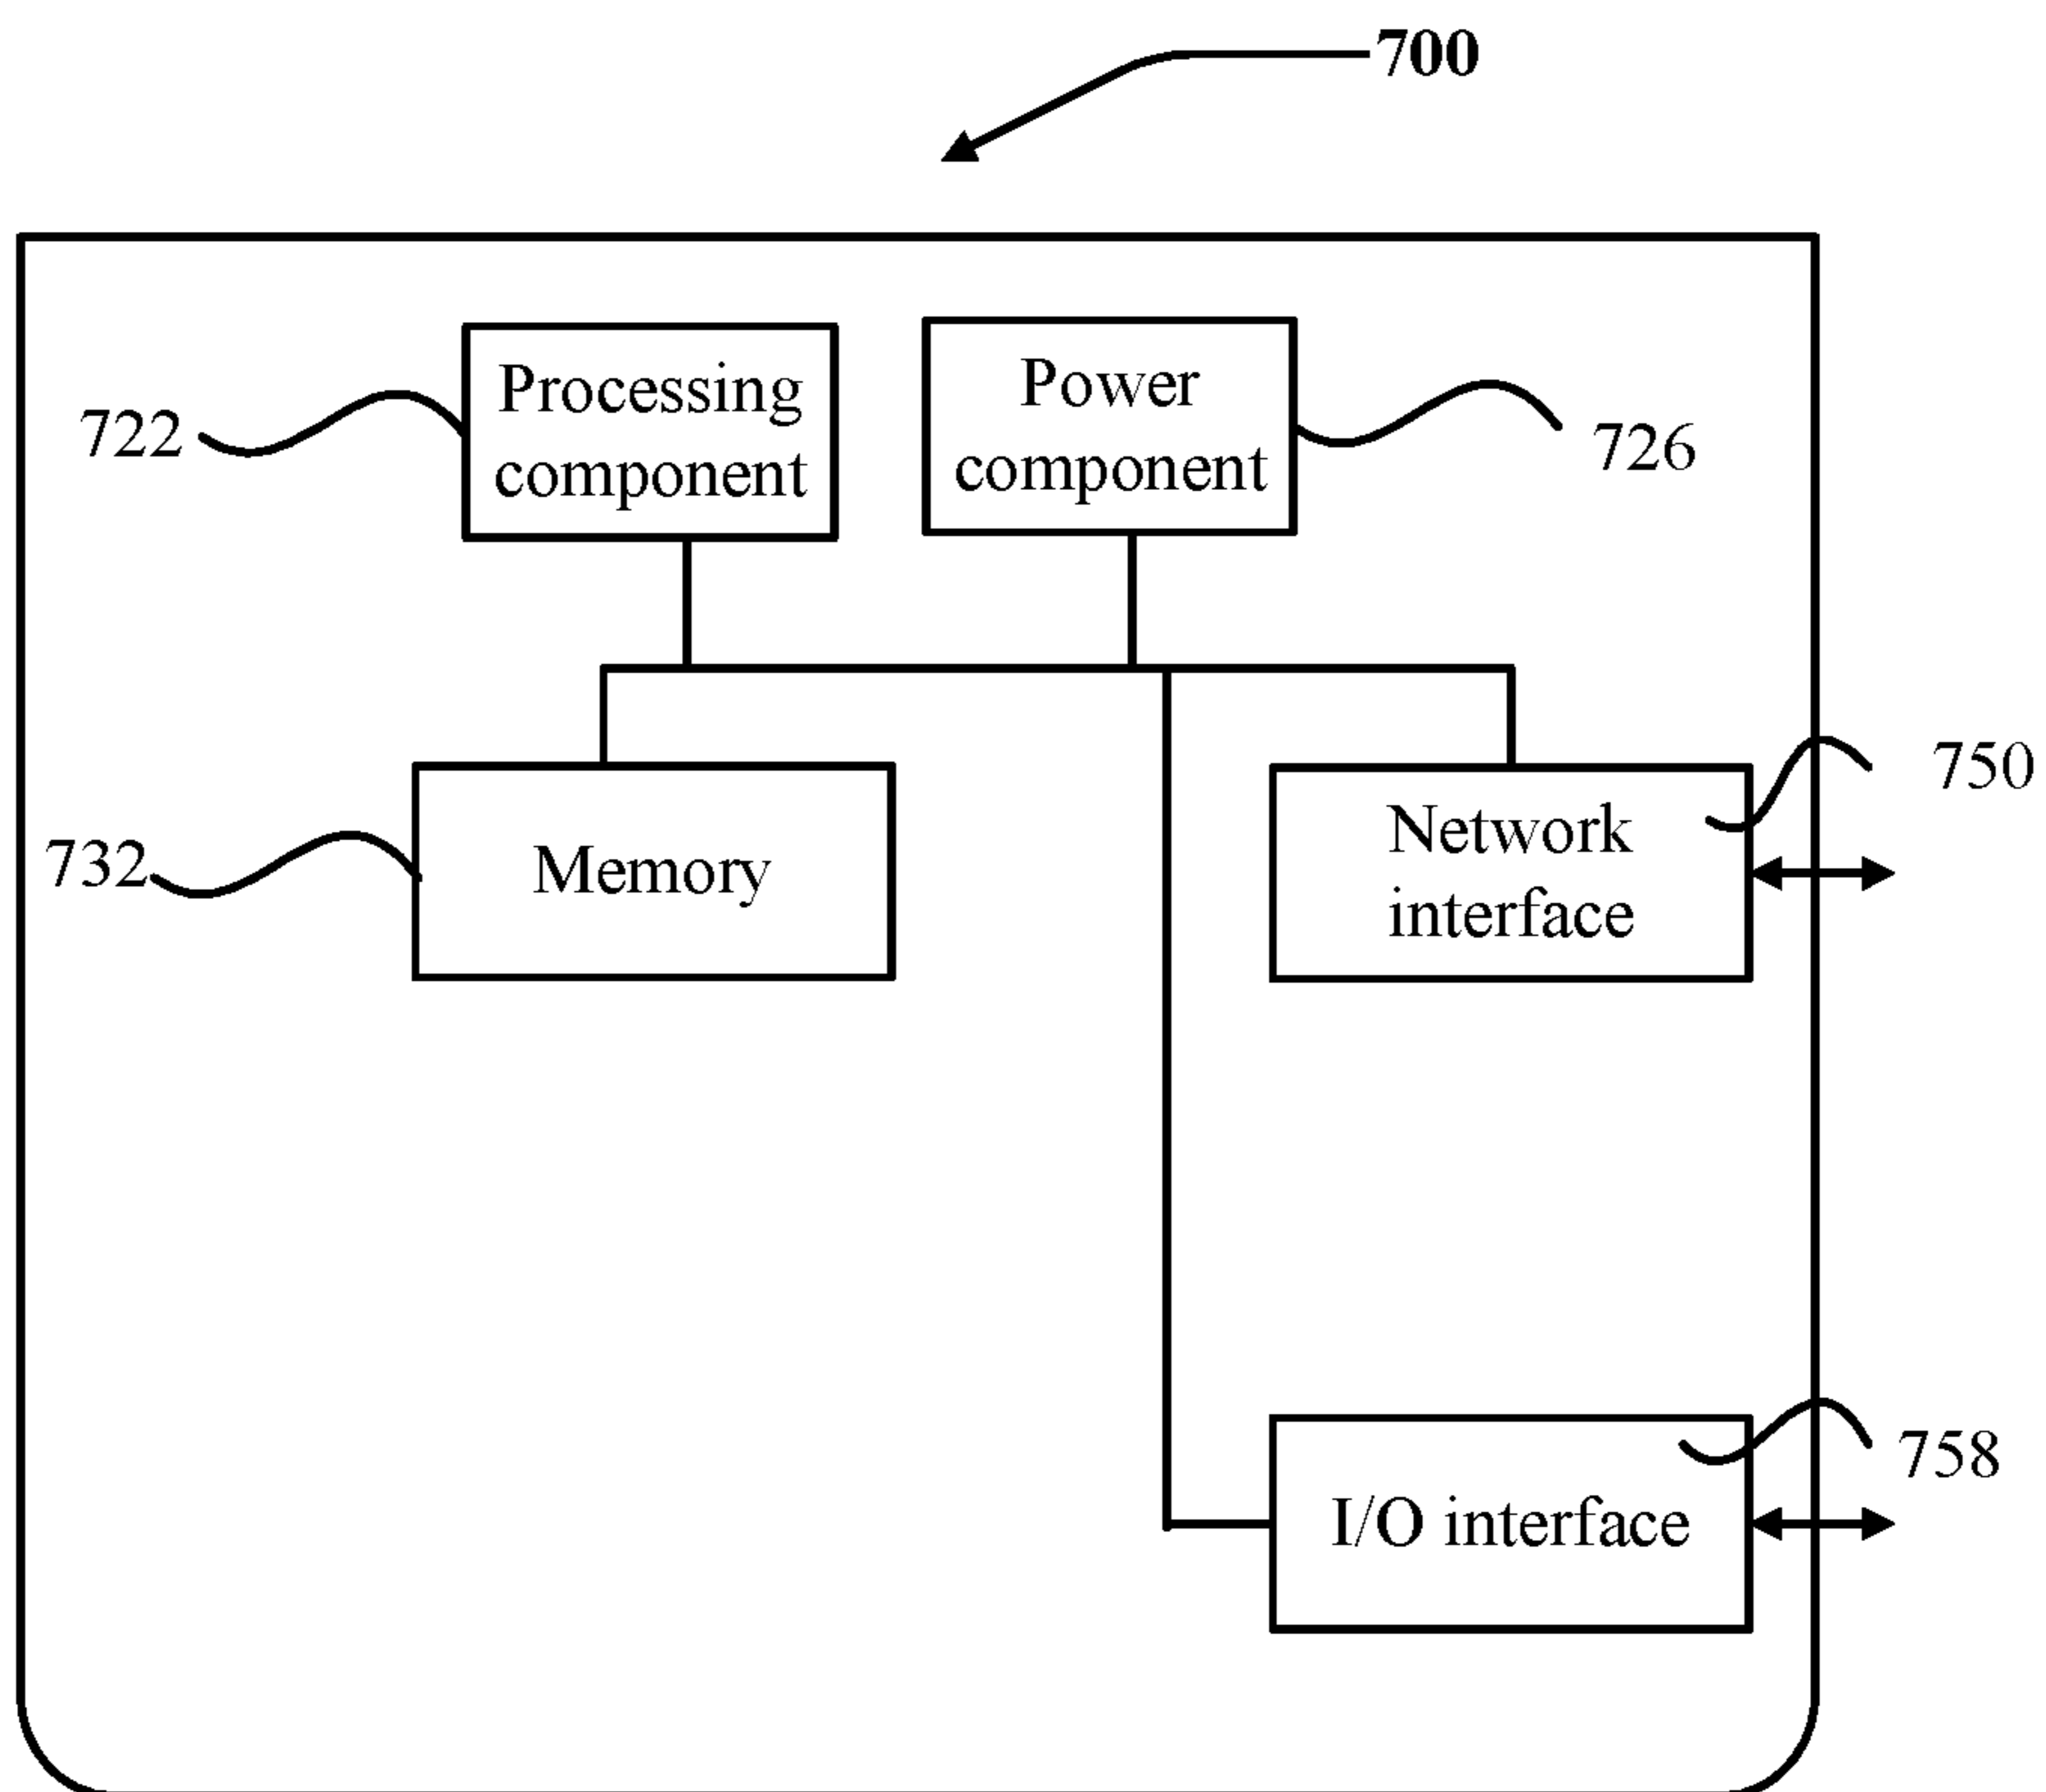 700
Processing
component
Power
component
722
726
750
732
Memory
Network
interface
758
I/O interface